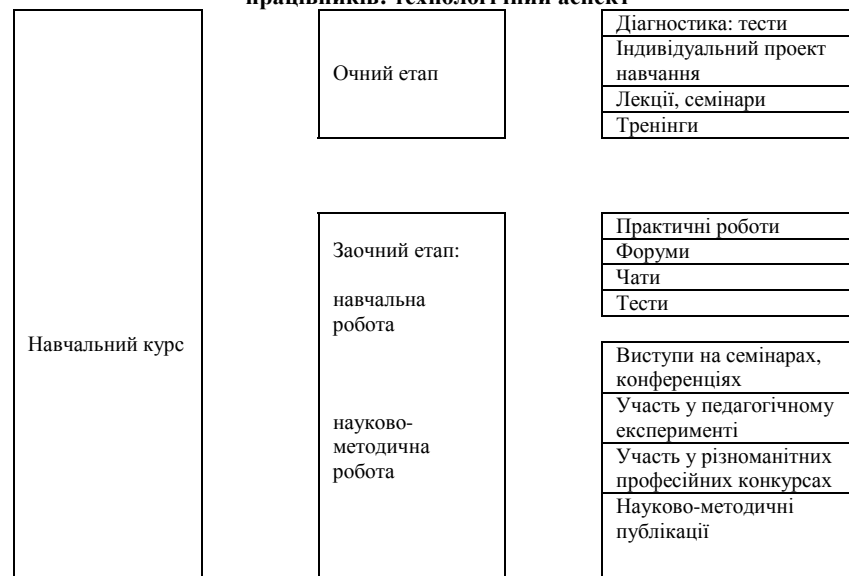 працівників: технологічний аспект
Діагностика: тести
Індивідуальний проект
навчання
Лекції, семінари
Тренінги
Очний етап
Практичні роботи
Форуми
Чати
Тести
Заочний етап:
навчальна
робота
Навчальний курс
Виступи на семінарах,
конференціях
Участь у педагогічному
експерименті
Участь у різноманітних
професійних конкурсах
Науково-методичні
публікації
науково-
методична
робота